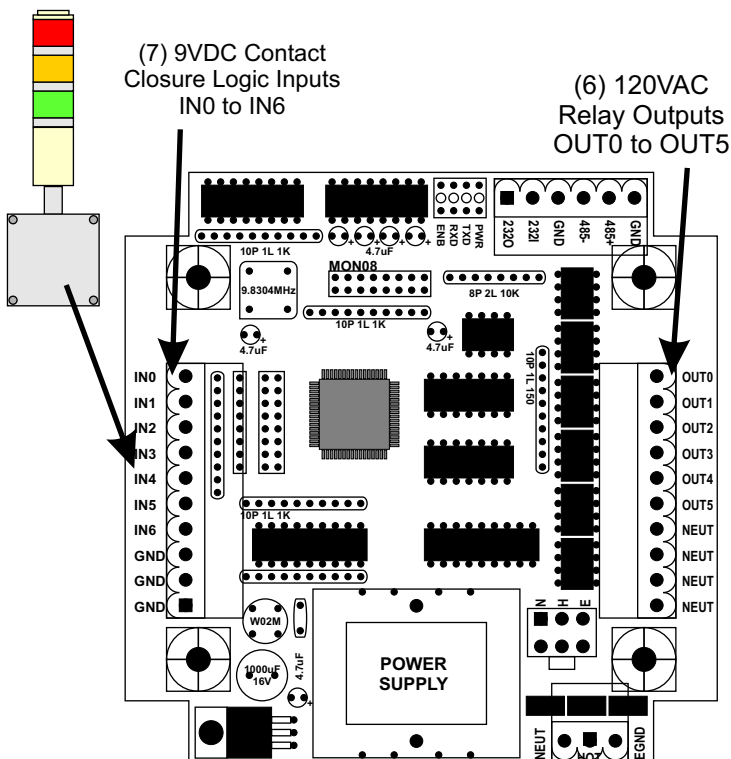 (7) 9VDC Contact
Closure Logic Inputs
IN0 to IN6
(6) 120VAC
Relay Outputs
OUT0 to OUT5
ENB
RXD
TXD
PWR
232O
232I
GND
485-
485+
GND
10P 1L 1K
+
+
+
+
4.7uF
MON08
9.8304MHz
8P 2L 10K
10P 1L 1K
+
4.7uF
+
4.7uF
10P 1L 150
IN0
IN1
IN2
IN3
IN4
IN5
IN6
GND
GND
GND
OUT0
OUT1
OUT2
OUT3
OUT4
OUT5
NEUT
NEUT
NEUT
NEUT
10P 1L 1K
W02M
4.7uF
1000uF
16V
+
POWER
SUPPLY
N
H
E
NEUT
HOT
EGND